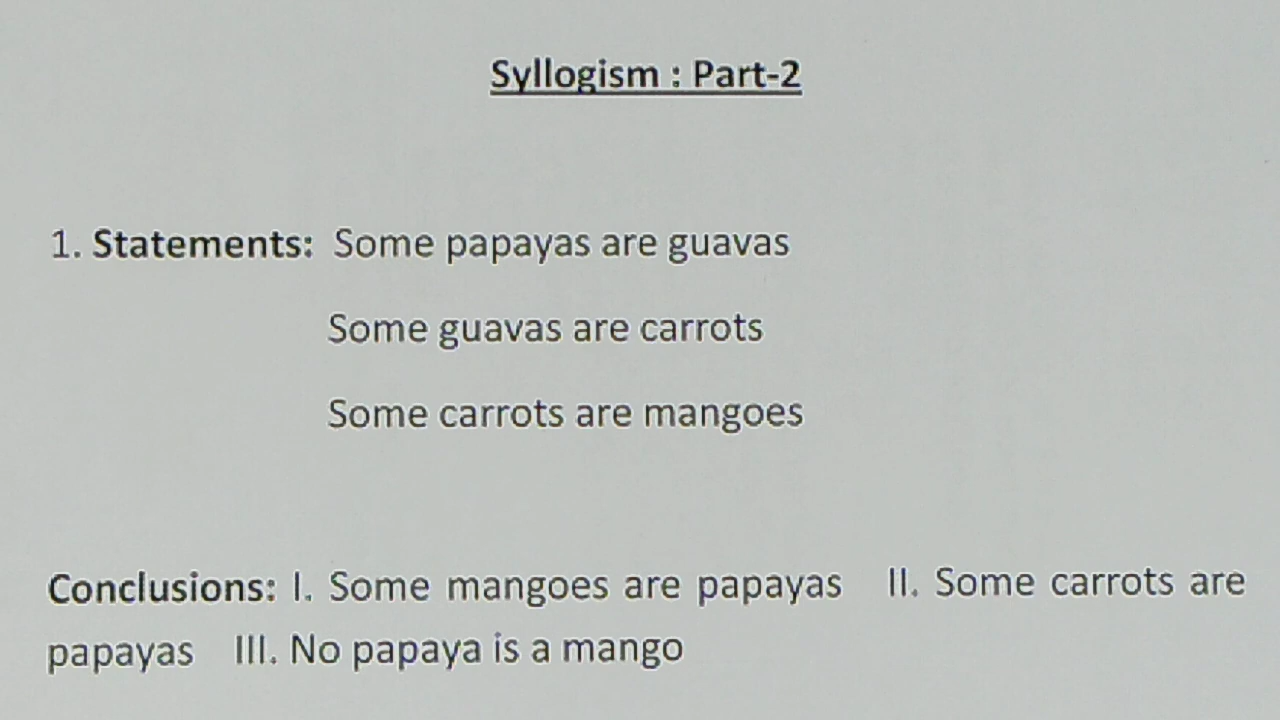 Syllogism : Part-2
1. Statements: Some papayas are guavas
Some guavas are carrots
Some carrots are mangoes
Conclusions: I. Some mangoes are papayas II. Some carrots are
papayas III. No papaya is a mango